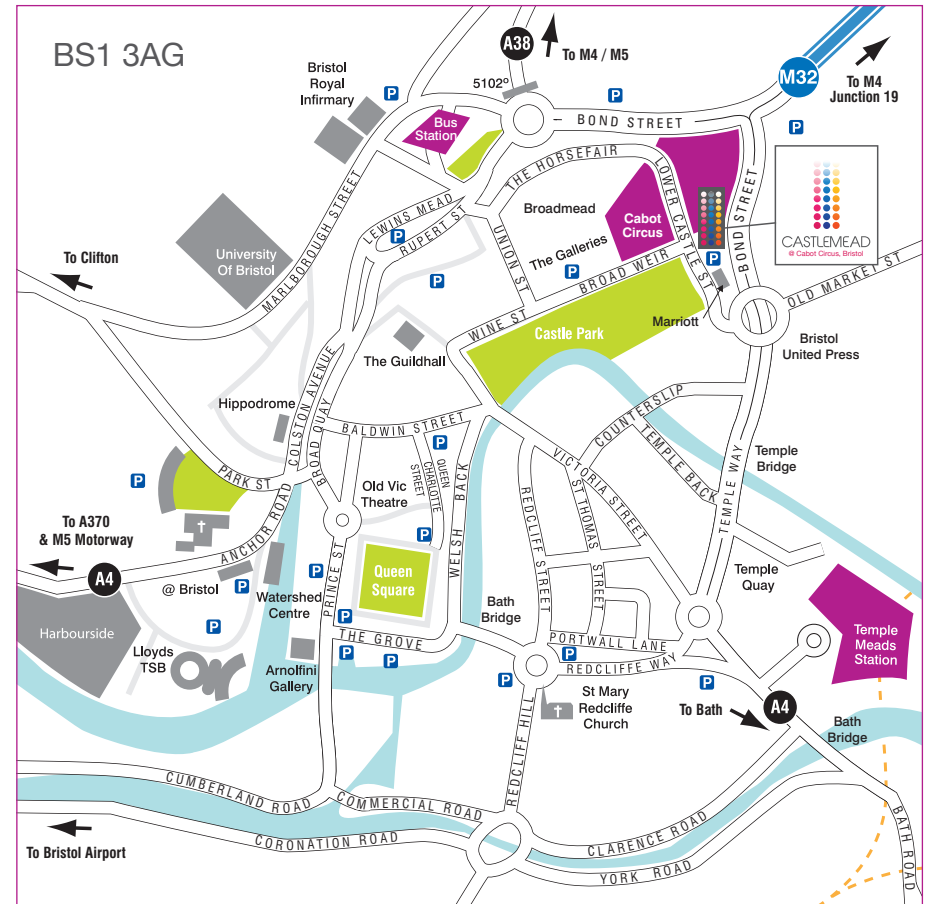 BS1 3AG
A38
To M4 / M5
5102º
M32
To M4
Junction 19
Bristol
Royal
Infirmary
P
P
P
Bus
Station
BOND STREET
THE HORSEFAIR
LOWER CASTLE ST
BOND STREET
CASTLEMEAD
@ Cabot Circus, Bristol
MARLBOROUGH STREET
LEWINS MEAD
RUPERT ST
P
UNION ST
Broadmead
Cabot
Circus
The Galleries
P
P
BROAD WEIR
University
Of Bristol
To Clifton
P
OLD MARKET ST
WINE ST
Castle Park
Marriott
Bristol
United Press
The Guildhall
COLSTON AVENUE
BROAD QUAY
Hippodrome
BALDWIN STREET
COUNTERSLIP
TEMPLE BACK
TEMPLE WAY
Temple
Bridge
P
QUEEN
CHARLOTTE
STREET
WELSH BACK
VICTORIA STREET
REDCLIFF STREET
ST THOMAS
STREET
PARK ST
P
Old Vic
Theatre
P
To A370
& M5 Motorway
ANCHOR ROAD
A4
@ Bristol
P
Watershed
Centre
P
PRINCE ST
Queen
Square
Temple
Quay
Harbourside
P
Lloyds
TSB
Arnolfini
Gallery
P
THE GROVE
P
P
Bath
Bridge
PORTWALL LANE
P
REDCLIFFE WAY
P
P
Temple
Meads
Station
St Mary
Redcliffe
Church
To Bath
A4
Bath
Bridge
REDCLIFF HILL
CUMBERLAND ROAD
COMMERCIAL ROAD
CORONATION ROAD
To Bristol Airport
CLARENCE ROAD
YORK ROAD
BATH ROAD